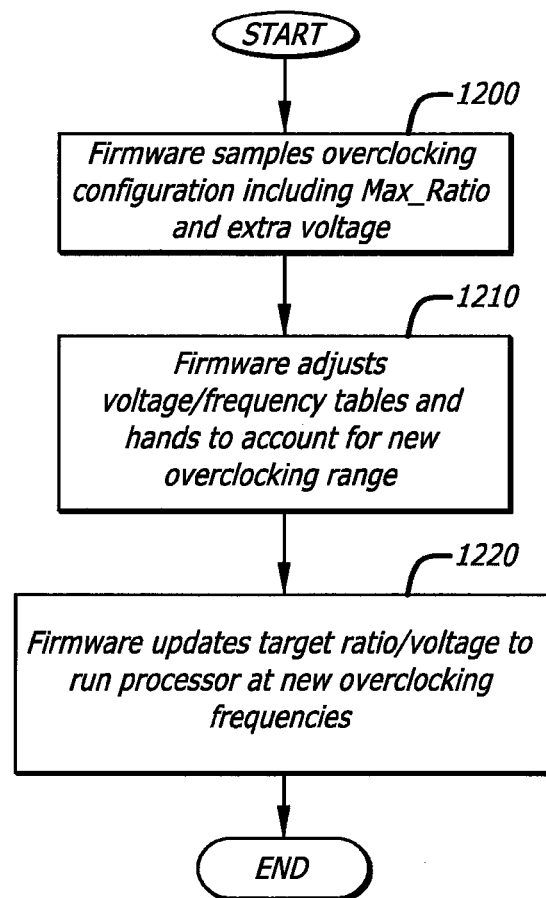 START
1200
Firmware samples overclocking
configuration including Max_Ratio
and extra voltage
1210
Firmware adjusts
voltage/frequency tables and
hands to account for new
overclocking range
1220
Firmware updates target ratio/voltage to
run processor at new overclocking
frequencies
END